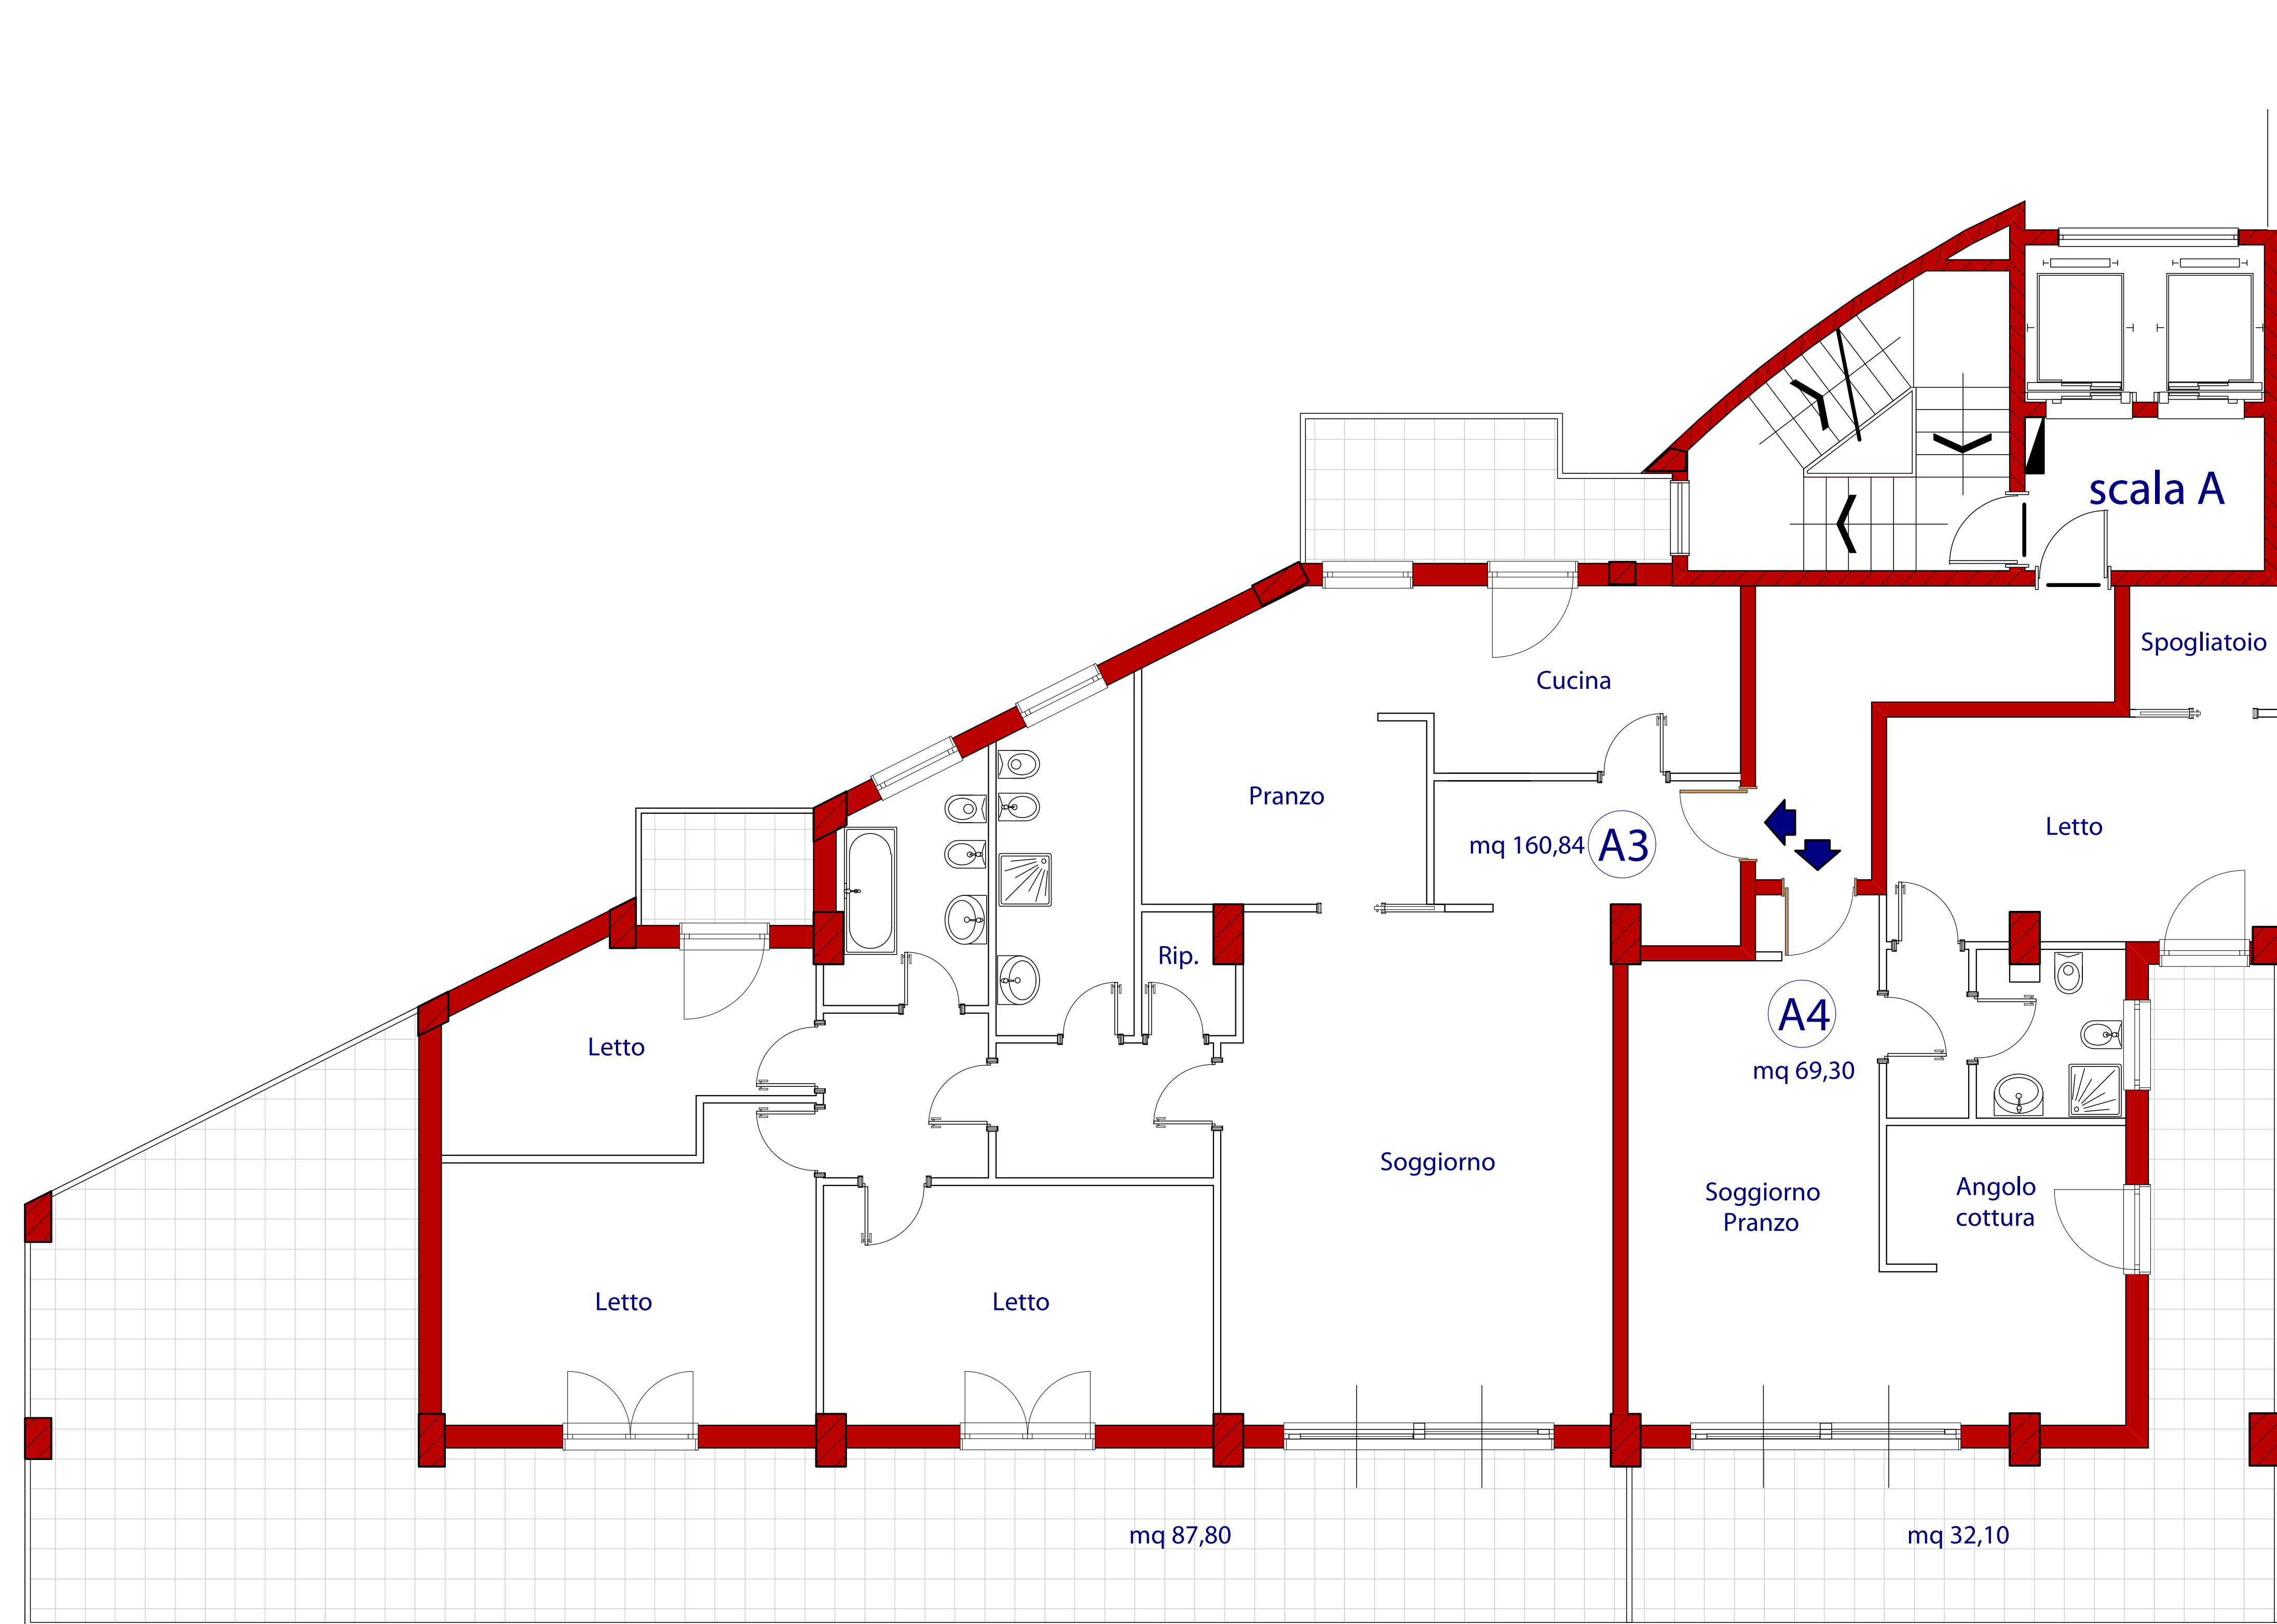 scala A
Spogliatoio
Cucina
Pranzo
Letto
mq 160,84 A3
Rip.
A4
mq 69,30
Letto
Soggiorno
Soggiorno
Pranzo
Angolo
cottura
Letto
Letto
mq 87,80
mq 32,10